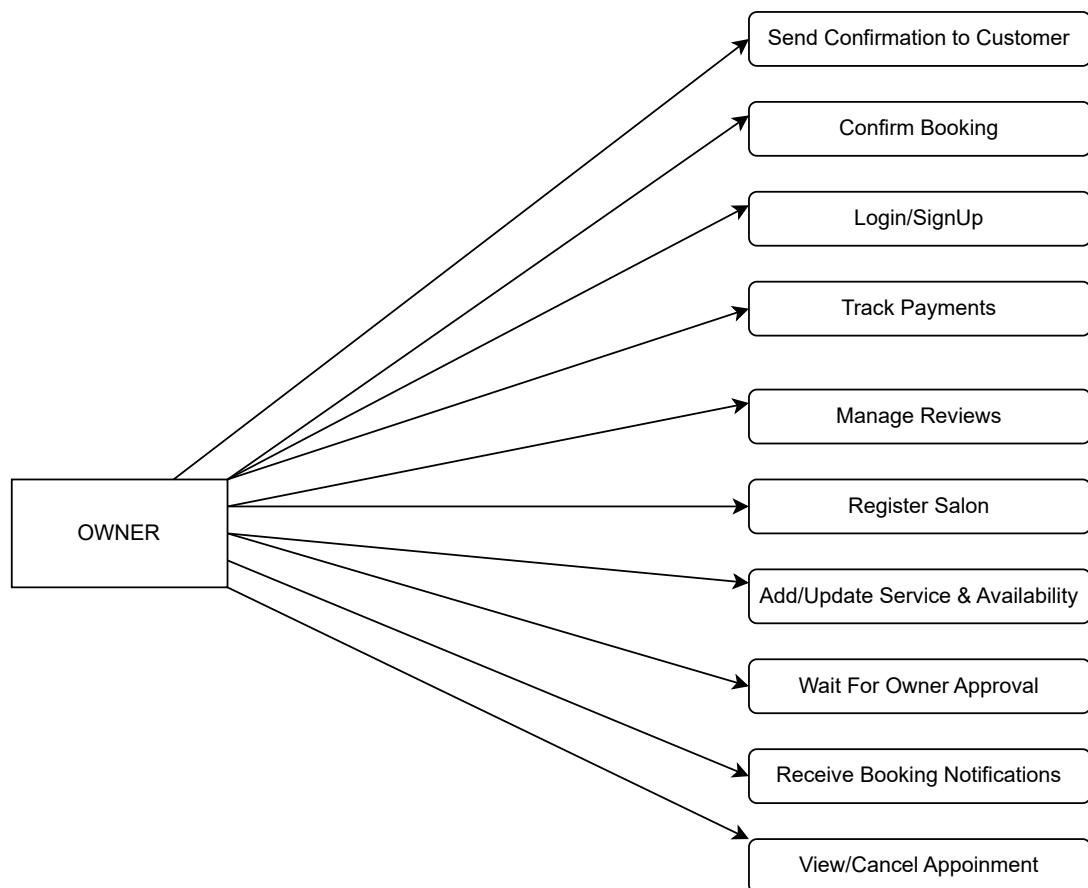 Send Confirmation to Customer
Confirm Booking
Login/SignUp
Track Payments
Manage Reviews
Register Salon
OWNER
Add/Update Service & Availability
Wait For Owner Approval
Receive Booking Notifications
View/Cancel Appoinment